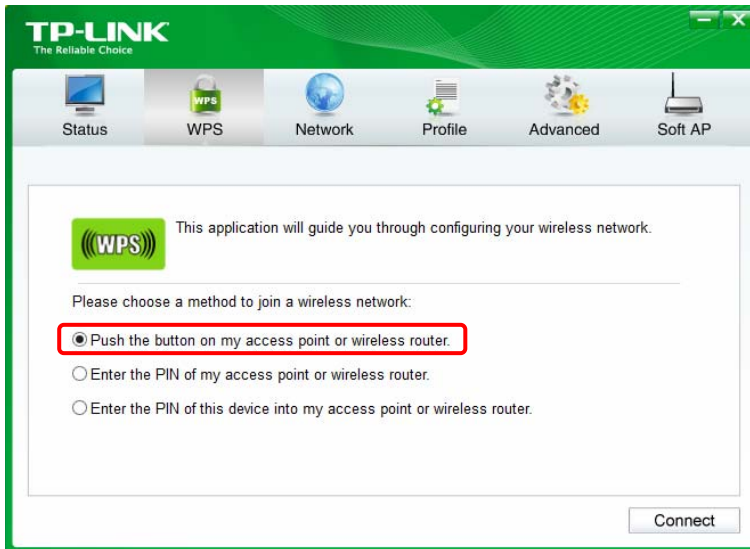 TP-LINK
The Reliable Choice
Status WPS Network Profile Advanced Soft AP
WPS
(((WPS)))
This application will guide you through configuring your wireless network.
Please choose a method to join a wireless network:
Push the button on my access point or wireless router.
Enter the PIN of my access point or wireless router.
Enter the PIN of this device into my access point or wireless router.
Connect